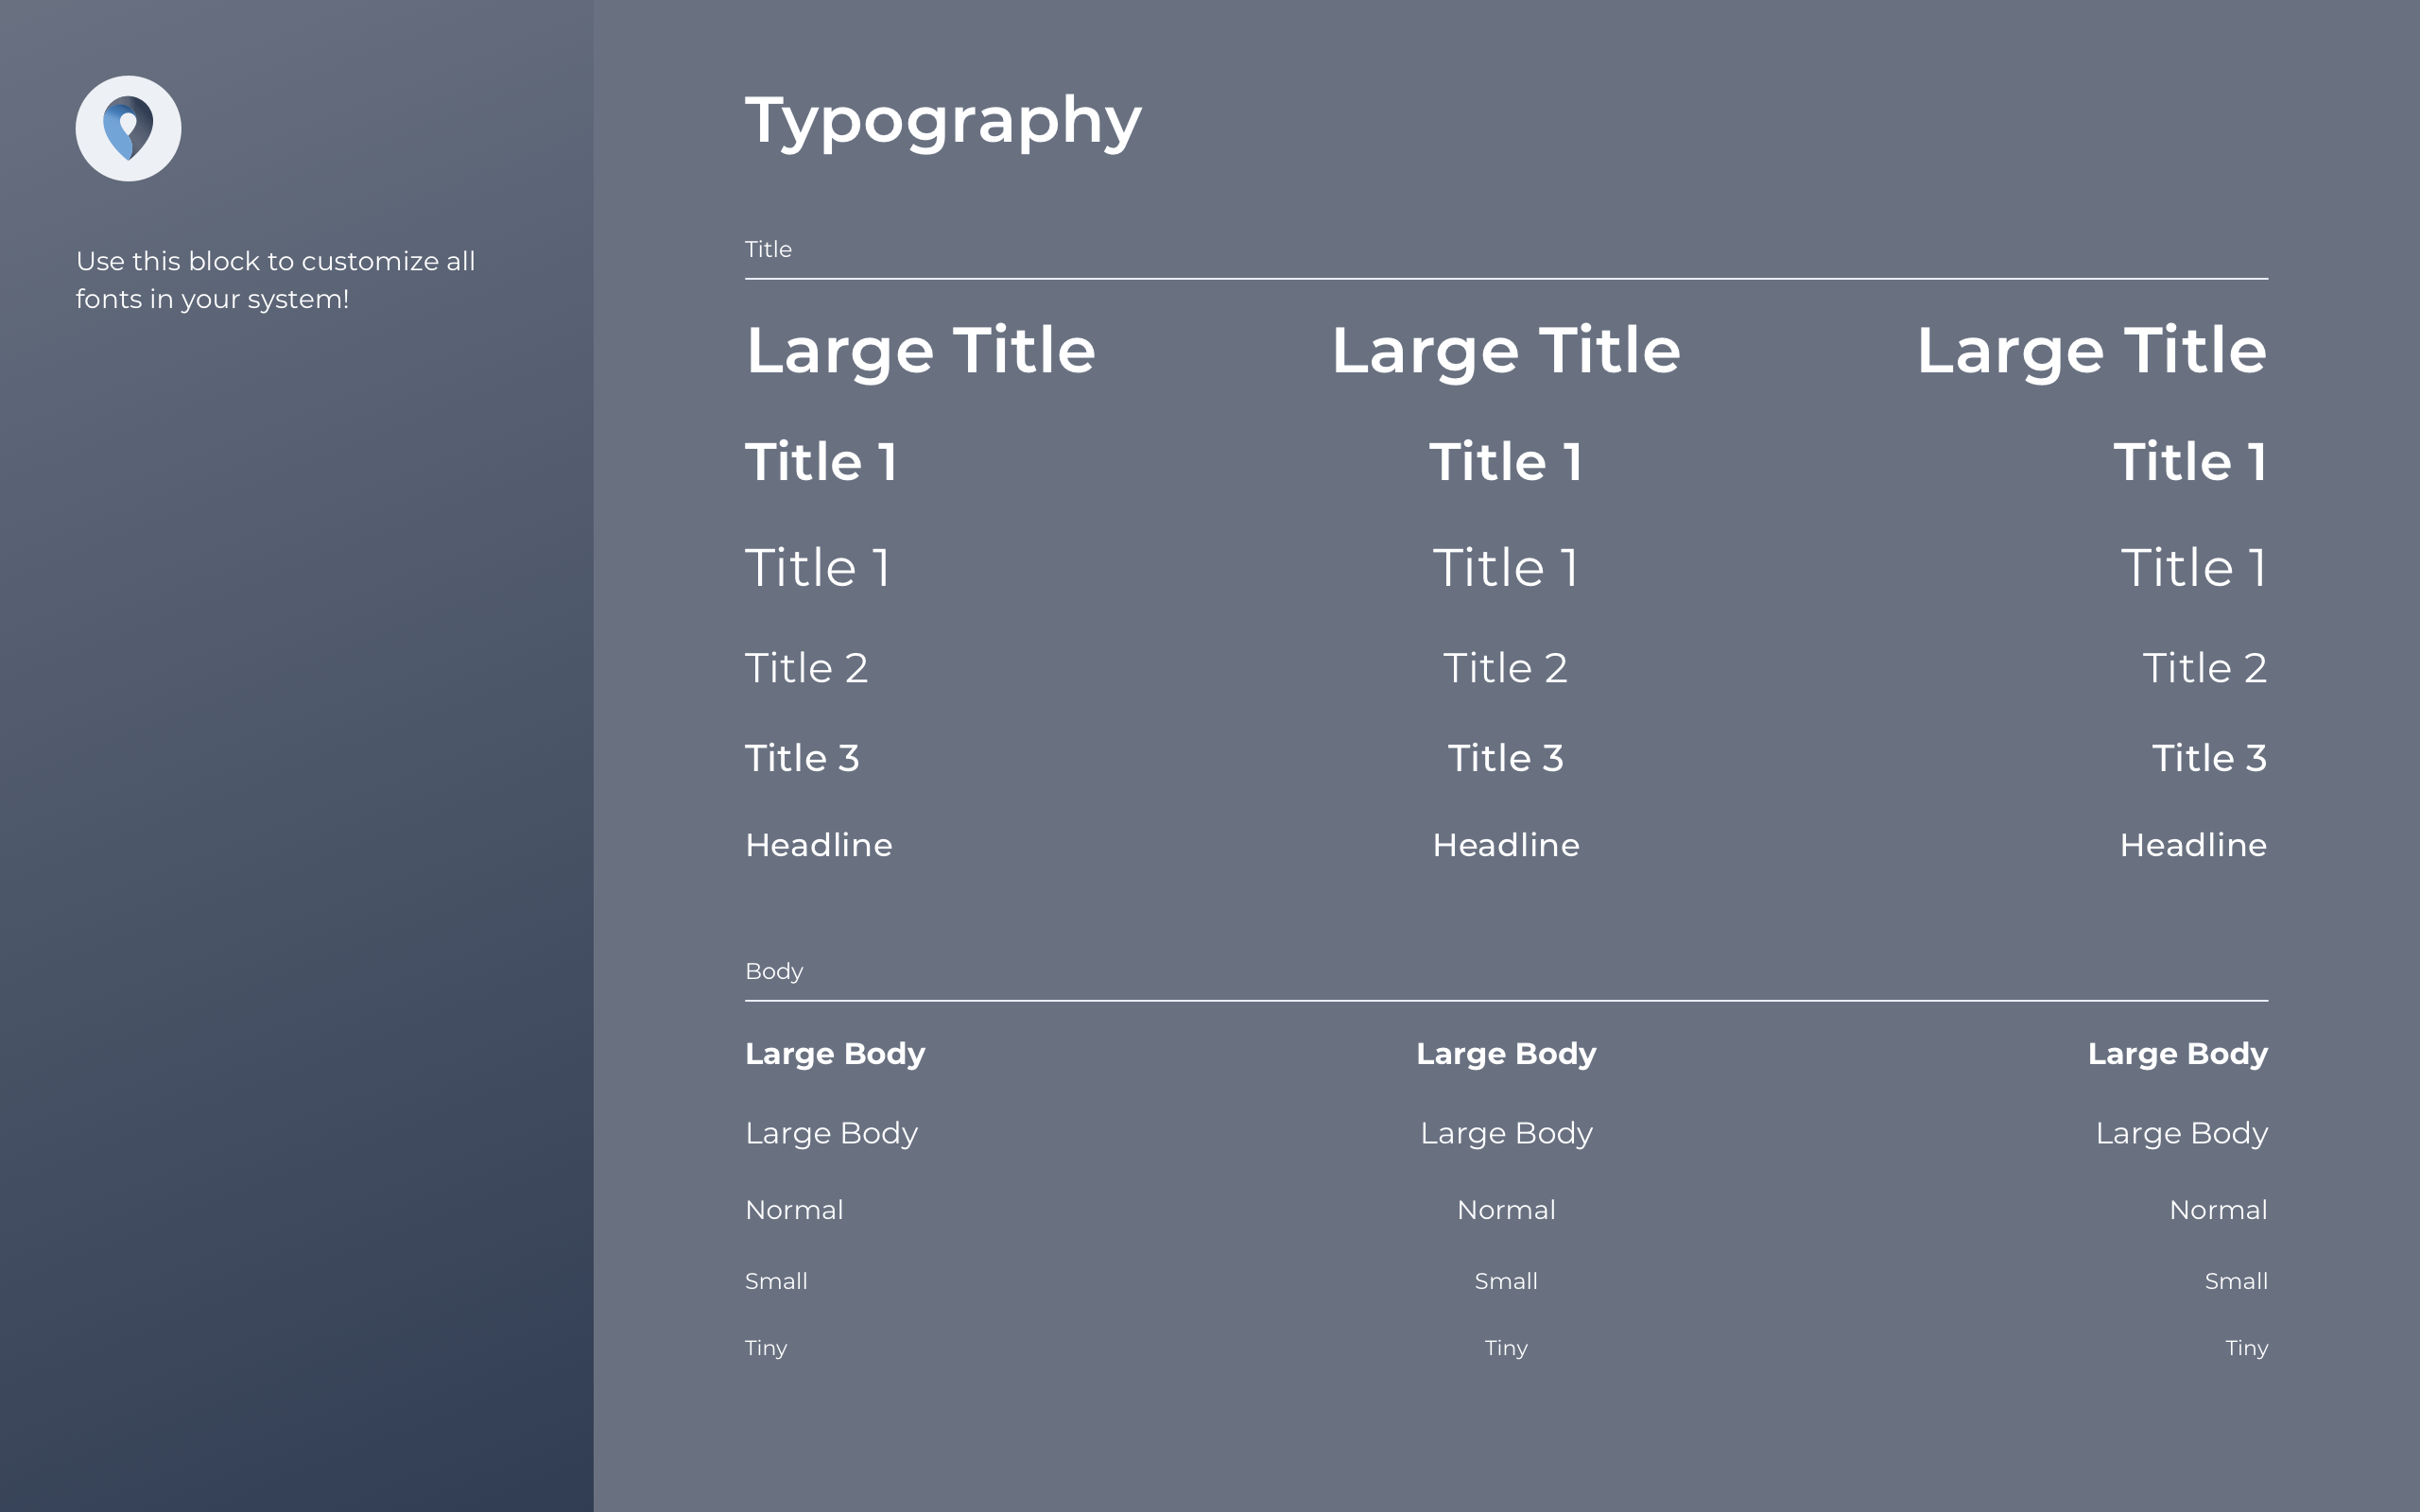 Use this block to customize all
fonts in your system!
Typography
Title
Large Title Large Title Large Title
Title 1 Title 1 Title 1
Title 1 Title 1 Title 1
Title 2 Title 2 Title 2
Title 3 Title 3 Title 3
Headline Headline Headline
Body
Large Body Large Body Large Body
Large Body Large Body Large Body
Normal Normal Normal
Small Small Small
Tiny Tiny Tiny